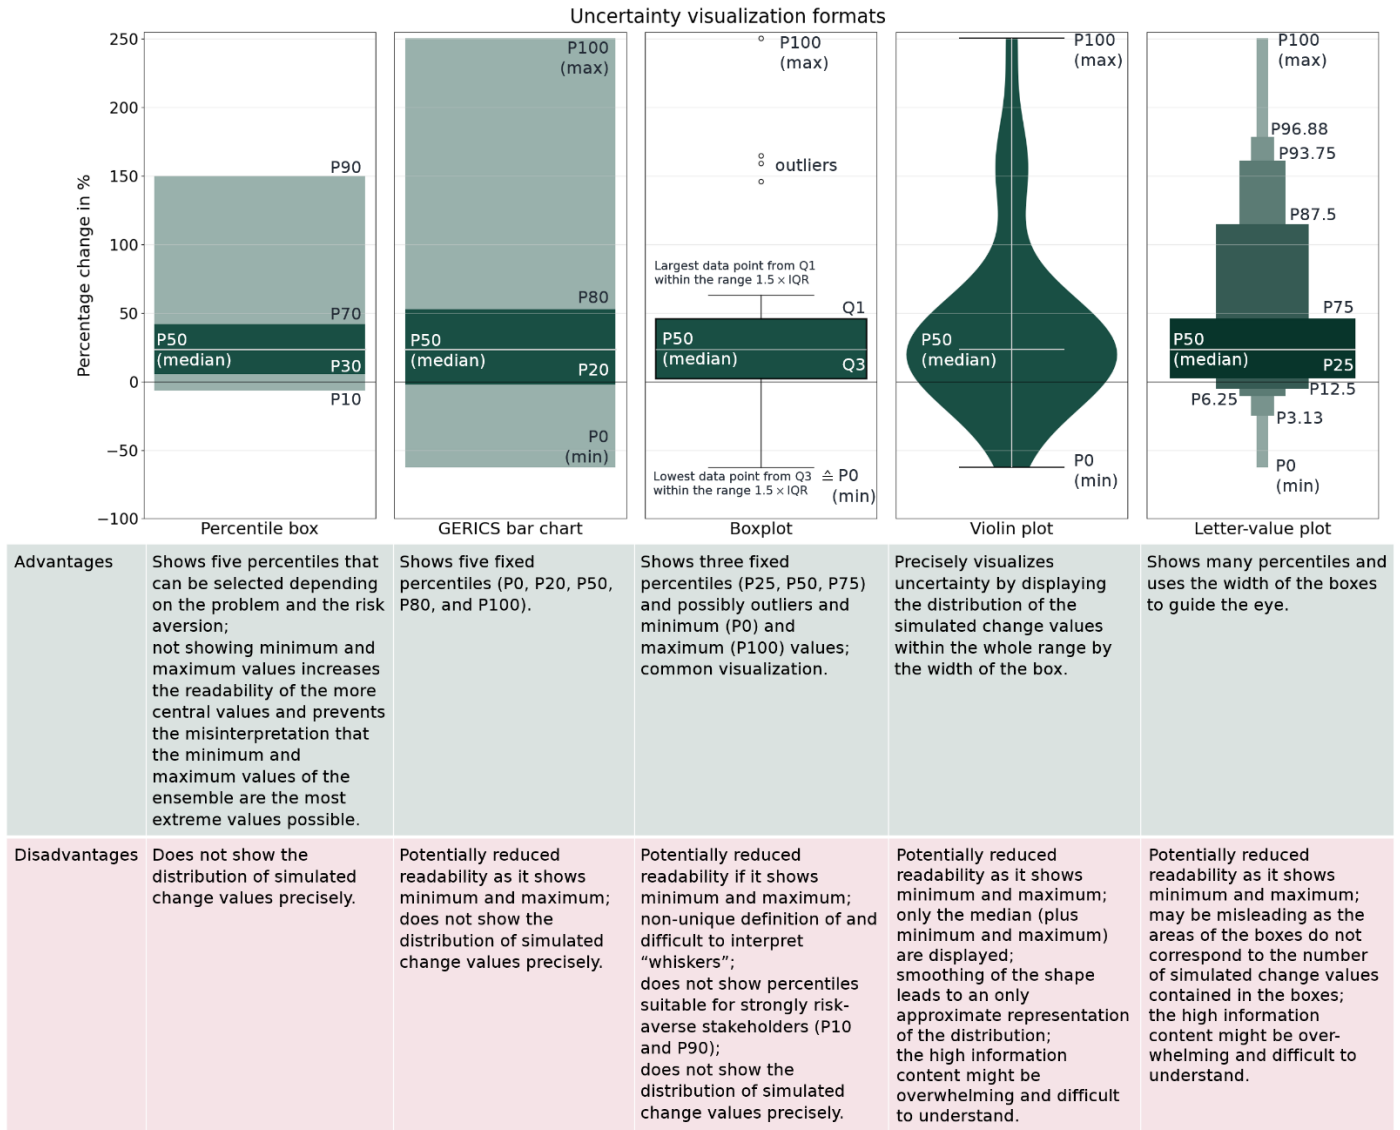 Uncertainty visualization formats
Percentage change in %
250
200
150
100
50
0
−50
−100
P90
P70
P50
(median)
P30
P10
Percentile box
P100
(max)
P80
P50
(median)
P20
P0
(min)
GERICS bar chart
P100
(max)
outliers
Largest data point from Q1
within the range 1.5 × IQR
Q1
P50
(median)
Q3
Lowest data point from Q3 ≙ P0
within the range 1.5 × IQR (min)
Boxplot
P100
(max)
P50
(median)
P0
(min)
Violin plot
P100
(max)
P96.88
P93.75
P87.5
P75
P50
(median)
P25
P12.5
P6.25
P3.13
P0
(min)
Letter-value plot
Advantages
Shows five percentiles that
can be selected depending
on the problem and the risk
aversion;
not showing minimum and
maximum values increases
the readability of the more
central values and prevents
the misinterpretation that
the minimum and
maximum values of the
ensemble are the most
extreme values possible.
Shows five fixed
percentiles (P0, P20, P50,
P80, and P100).
Shows three fixed
percentiles (P25, P50, P75)
and possibly outliers and
minimum (P0) and
maximum (P100) values;
common visualization.
Precisely visualizes
uncertainty by displaying
the distribution of the
simulated change values
within the whole range by
the width of the box.
Shows many percentiles and
uses the width of the boxes
to guide the eye.
Disadvantages
Does not show the
distribution of simulated
change values precisely.
Potentially reduced
readability as it shows
minimum and maximum;
does not show the
distribution of simulated
change values precisely.
Potentially reduced
readability if it shows
minimum and maximum;
non-unique definition of and
difficult to interpret
“whiskers”;
does not show percentiles
suitable for strongly risk-
averse stakeholders (P10
and P90);
does not show the
distribution of simulated
change values precisely.
Potentially reduced
readability as it shows
minimum and maximum;
only the median (plus
minimum and maximum)
are displayed;
smoothing of the shape
leads to an only
approximate representation
of the distribution;
the high information
content might be
overwhelming and difficult
to understand.
Potentially reduced
readability as it shows
minimum and maximum;
may be misleading as the
areas of the boxes do not
correspond to the number
of simulated change values
contained in the boxes;
the high information
content might be over-
whelming and difficult to
understand.